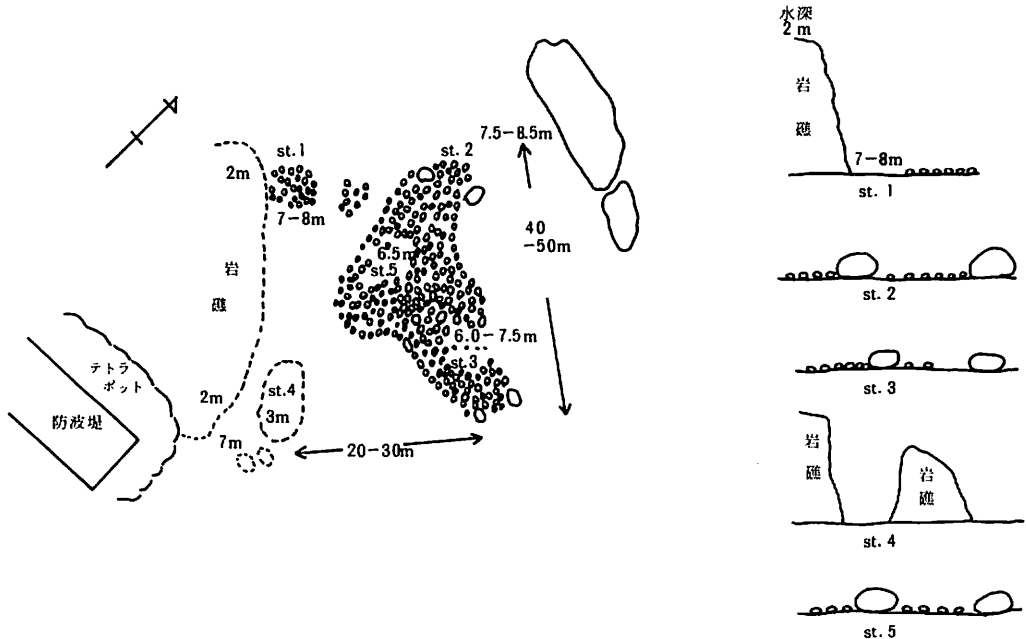 7.5-8.5m
st.1
st.2
2m
7-8m
40
-50m
6.5m
st.5
岩
礁
6.0-7.5m
st.3
テトラ
ポット
st.4
2m
3m
防波堤
7m
20-30m
水深
2m
岩
礁
7-8m
st. 1
st. 2
st. 3
岩
礁
岩
礁
st. 4
st. 5